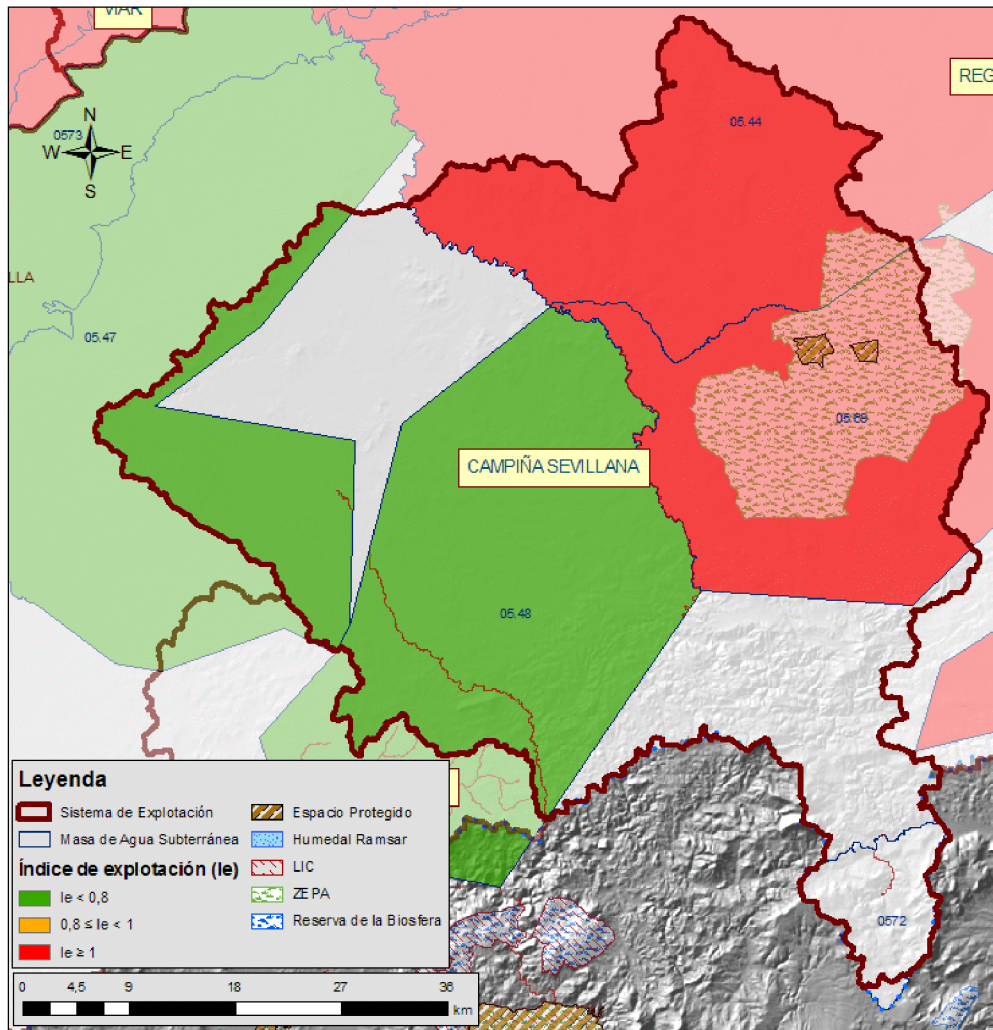 VIAR
REG
0573
N
W
E
S
05.44
LLA
05.47
05.69
CAMPIÑA SEVILLANA
05.48
0572
Leyenda
Sistema de Explotación
Masa de Agua Subterránea
Índice de explotación (Ie)
Ie < 0,8
0,8 ≤ Ie < 1
Ie ≥ 1
Espacio Protegido
Humedal Ramsar
LIC
ZEPA
Reserva de la Biosfera
0 4,5 9 18 27 36
km